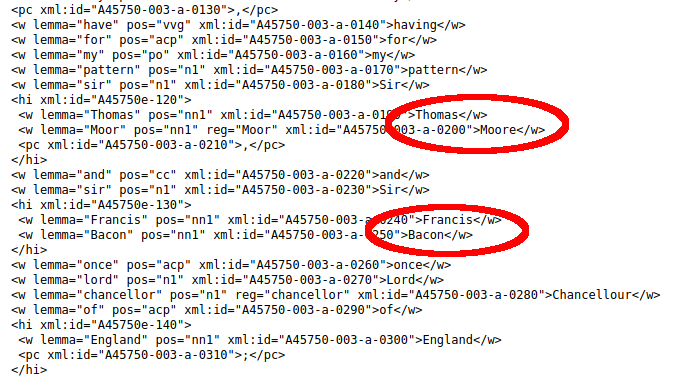 <pc xml:id="A45750-003-a-0130">,</pc>
<w lemma="have" pos="vvg" xml:id="A45750-003-a-0140">having</w>
<w lemma="for" pos="acp" xml:id="A45750-003-a-0150">for</w>
<w lemma="my" pos="po" xml:id="A45750-003-a-0160">my</w>
<w lemma="pattern" pos="n1" xml:id="A45750-003-a-0170">pattern</w>
<w lemma="sir" pos="n1" xml:id="A45750-003-a-0180">Sir</w>
<hi xml:id="A45750e-120">
<w lemma="Thomas" pos="nn1" xml:id="A45750-003-a-0190">Thomas</w>
<w lemma="Moor" pos="nn1" reg="Moor" xml:id="A45750-003-a-0200">Moore</w>
<pc xml:id="A45750-003-a-0210">,</pc>
</hi>
<w lemma="and" pos="cc" xml:id="A45750-003-a-0220">and</w>
<w lemma="sir" pos="n1" xml:id="A45750-003-a-0230">Sir</w>
<hi xml:id="A45750e-130">
<w lemma="Francis" pos="nn1" xml:id="A45750-003-a-0240">Francis</w>
<w lemma="Bacon" pos="nn1" xml:id="A45750-003-a-0250">Bacon</w>
</hi>
<w lemma="once" pos="acp" xml:id="A45750-003-a-0260">once</w>
<w lemma="lord" pos="n1" xml:id="A45750-003-a-0270">Lord</w>
<w lemma="chancellor" pos="n1" reg="chancellor" xml:id="A45750-003-a-0280">Chancellour</w>
<w lemma="of" pos="acp" xml:id="A45750-003-a-0290">of</w>
<hi xml:id="A45750e-140">
<w lemma="England" pos="nn1" xml:id="A45750-003-a-0300">England</w>
<pc xml:id="A45750-003-a-0310">;</pc>
</hi>